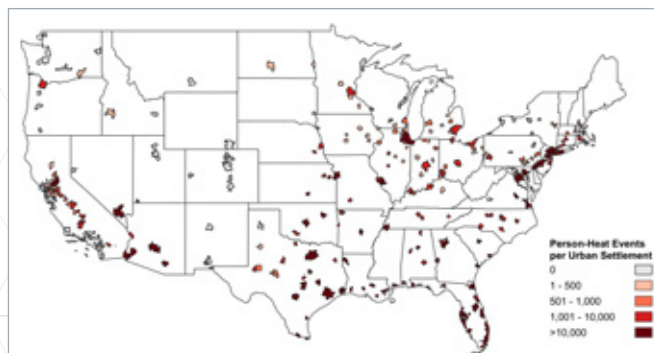 Person-Heat Events
per Urban Settlement
0
1 - 500
501 - 1,000
1,001 - 10,000
>10,000